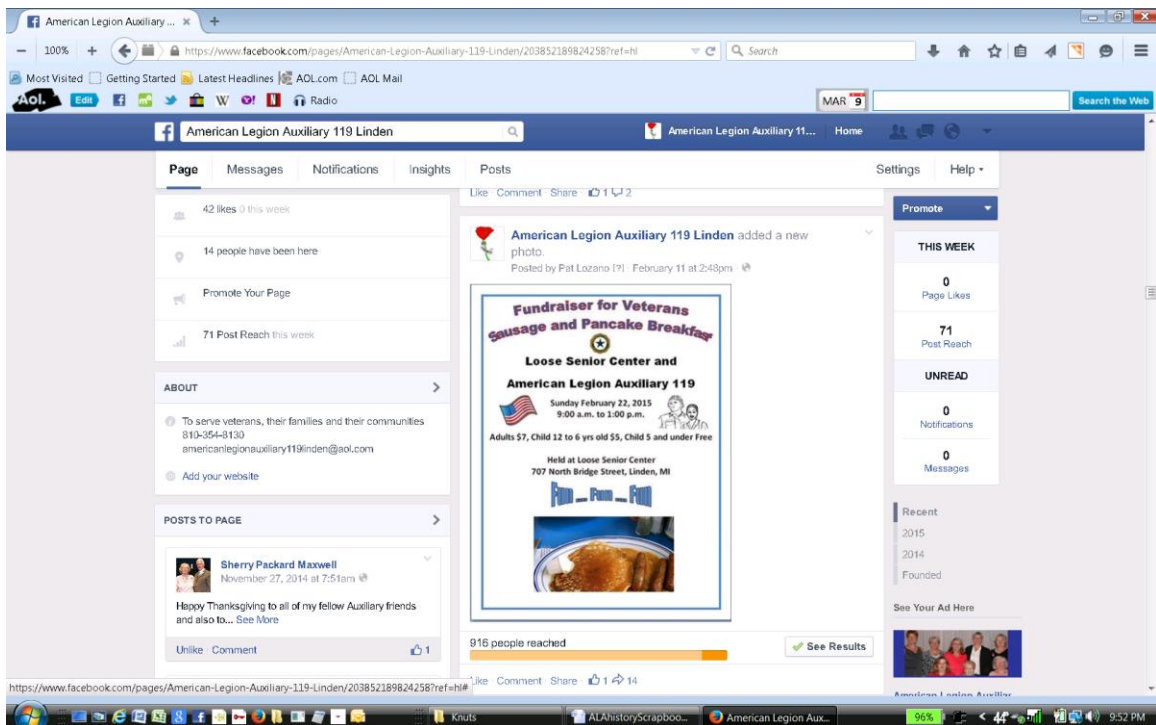 American Legion Auxiliary ...
100%
https://www.facebook.com/pages/American-Legion-Auxiliary-119-Linden/203852189824258?ref=hl
Search
Most Visited Getting Started Latest Headlines AOL.com AOL Mail
Aol. Edit Radio
MAR 9
Search the Web
American Legion Auxiliary 119 Linden
American Legion Auxiliary 11... Home
Page Messages Notifications Insights Posts Settings Help
42 likes 0 this week
14 people have been here
Promote Your Page
71 Post Reach this week
ABOUT
To serve veterans, their families and their communities
810-354-8130
americanlegionauxiliary119linden@aol.com
Add your website
POSTS TO PAGE
Sherry Packard
Maxwell
November 27, 2014 at 7:51am
Happy Thanksgiving to all of my fellow Auxiliary friends
and also to... See More
Unlike · Comment 1
Like · Comment · Share · 1 2
American Legion Auxiliary 119 Linden added a new
photo.
Posted by Pat Lozano [?] · February 11 at 2:48pm
Fundraiser for Veterans
Sausage and Pancake Breakfast
Loose Senior Center and
American Legion Auxiliary 119
Sunday February 22, 2015
9:00 a.m. to 1:00 p.m.
Adults $7, Child 12 to 6 yrs old $5, Child 5 and under Free
Held at Loose Senior Center
707 North Bridge Street, Linden, MI
Fun ... Fun ... Fun
916 people reached
See Results
Like · Comment · Share · 1 14
Promote
THIS WEEK
0
Page Likes
71
Post Reach
UNREAD
0
Notifications
0
Messages
Recent
2015
2014
Founded
See Your Ad Here
American Legion Auxiliar
https://www.facebook.com/pages/American-Legion-Auxiliary-119-Linden/203852189824258?ref=hl#
Knuts
ALAhistoryScrapboo...
American Legion Aux...
96%
44°
9:52 PM